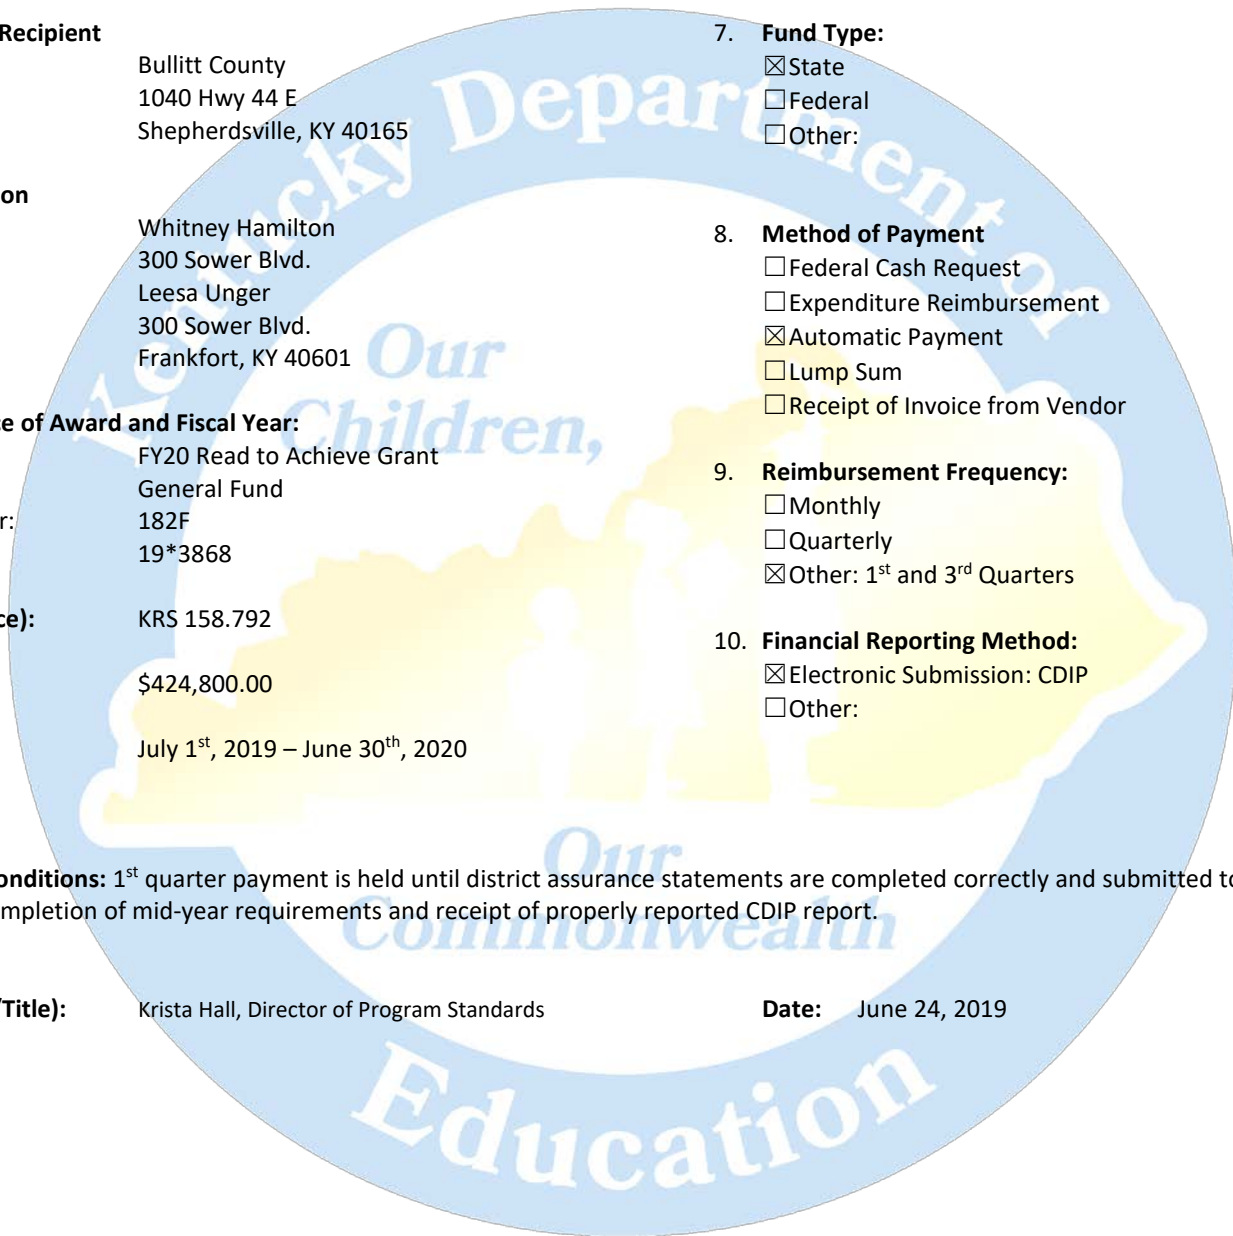 Recipient
Bullitt County
1040 Hwy 44 E
Shepherdsville, KY 40165
on
Whitney Hamilton
300 Sower Blvd.
Leesa Unger
300 Sower Blvd.
Frankfort, KY 40601
ce of Award and Fiscal Year:
FY20 Read to Achieve Grant
General Fund
r: 182F
19*3868
ce): KRS 158.792
$424,800.00
July 1st, 2019 – June 30th, 2020
7. Fund Type:
☒State
☐Federal
☐Other:
8. Method of Payment
☐Federal Cash Request
☐Expenditure Reimbursement
☒Automatic Payment
☐Lump Sum
☐Receipt of Invoice from Vendor
9. Reimbursement Frequency:
☐Monthly
☐Quarterly
☒Other: 1st and 3rd Quarters
10. Financial Reporting Method:
☒Electronic Submission: CDIP
☐Other:
onditions: 1st quarter payment is held until district assurance statements are completed correctly and submitted to
mpletion of mid-year requirements and receipt of properly reported CDIP report.
/Title): Krista Hall, Director of Program Standards Date: June 24, 2019
Kentucky Department of
Education
Our
Children,
Our
Commonwealth